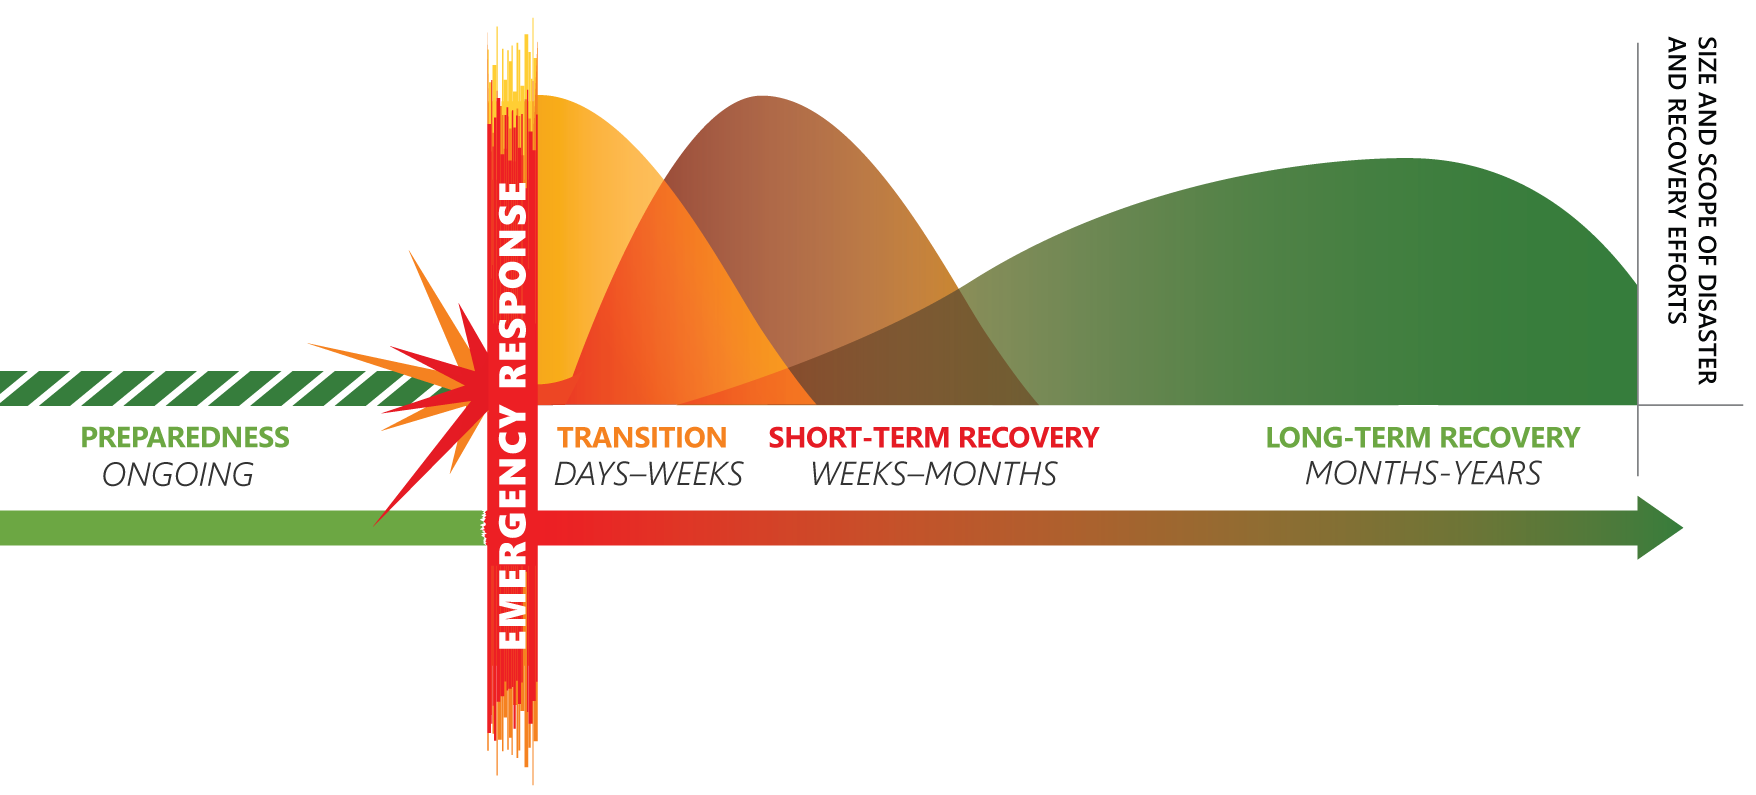 SIZE AND SCOPE OF DISASTER
AND RECOVERY EFFORTS
EMERGENCY RESPONSE
PREPAREDNESS
ONGOING
TRANSITION
DAYS–WEEKS
SHORT-TERM RECOVERY
WEEKS–MONTHS
LONG-TERM RECOVERY
MONTHS-YEARS